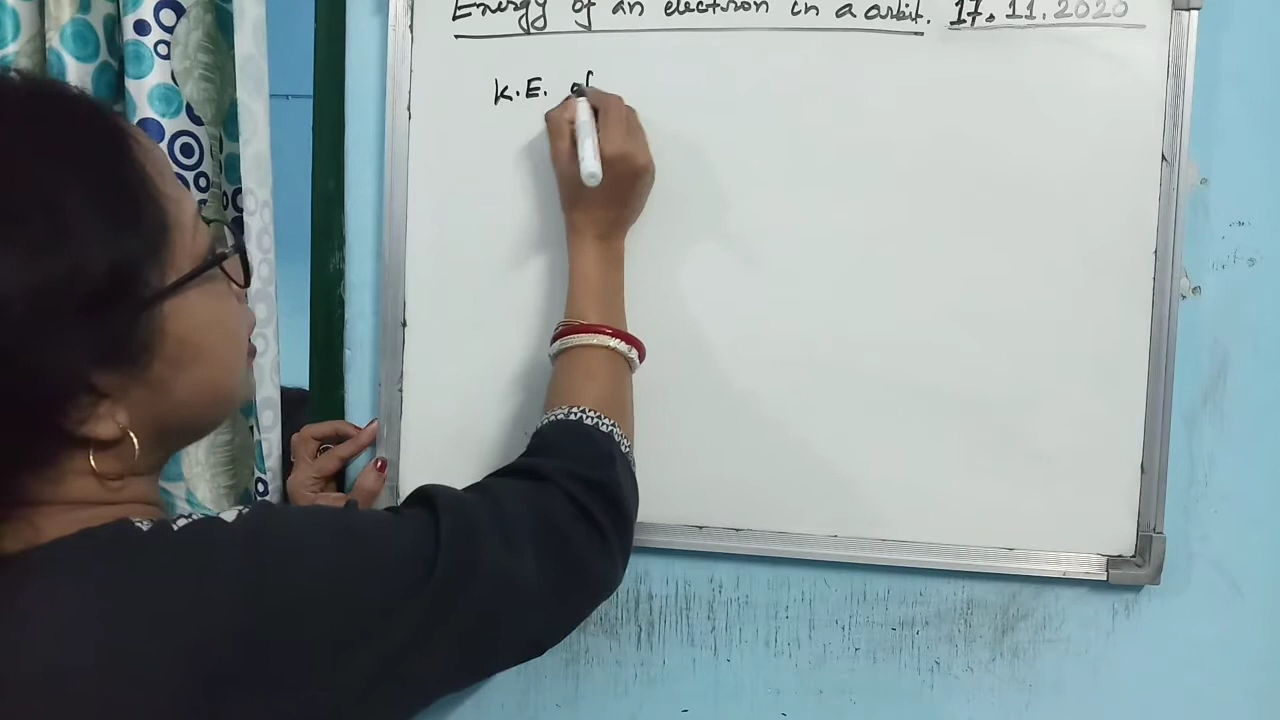 Energy of an electron in a orbit. 17.11.2020
K.E. of